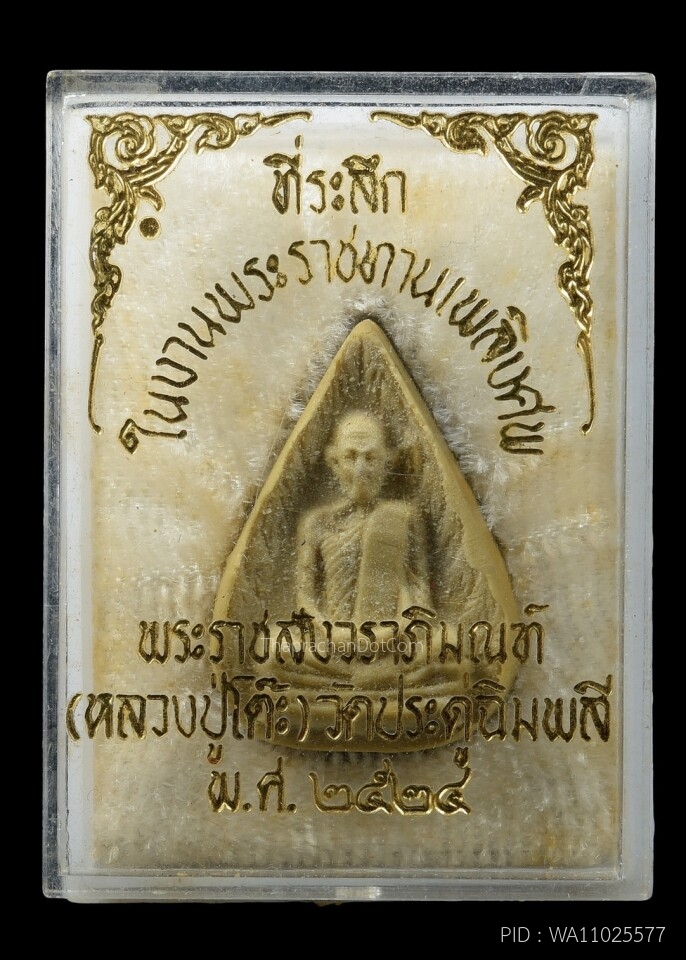 ที่ระลึก
ในงานพระราชทานเพลิงศพ
พระราชสังวราภิมณฑ์
ThaprachanDotCom
(หลวงปู่โต๊ะ) วัดประดู่ฉิมพลี
พ.ศ. ๒๕๒๔
PID : WA11025577